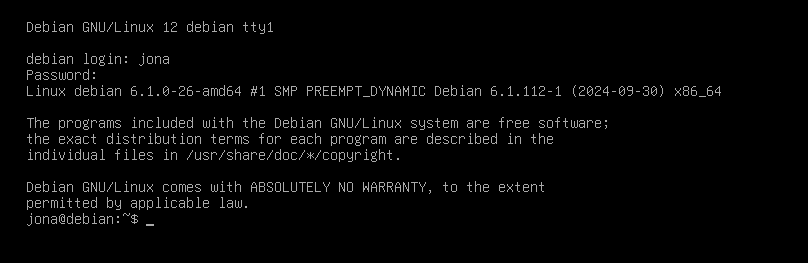 Debian GNU/Linux 12 debian tty1
debian login: jona
Password:
Linux debian 6.1.0-26-amd64 #1 SMP PREEMPT_DYNAMIC Debian 6.1.112-1 (2024-09-30) x86_64
The programs included with the Debian GNU/Linux system are free software;
the exact distribution terms for each program are described in the
individual files in /usr/share/doc/*/copyright.
Debian GNU/Linux comes with ABSOLUTELY NO WARRANTY, to the extent
permitted by applicable law.
jona@debian:~$ _